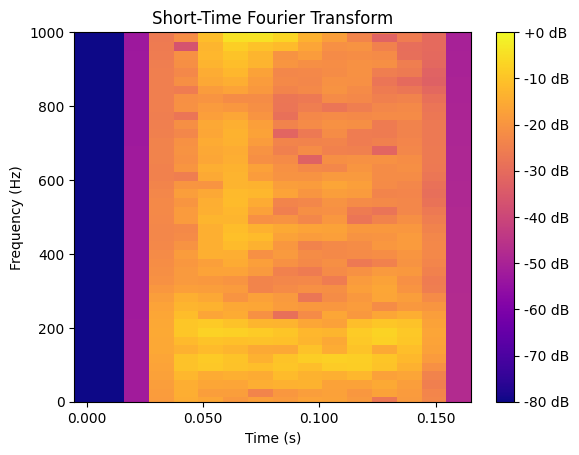 Short-Time Fourier Transform
1000
800
600
400
200
0
Frequency (Hz)
0.000
0.050
0.100
0.150
Time (s)
+0 dB
-10 dB
-20 dB
-30 dB
-40 dB
-50 dB
-60 dB
-70 dB
-80 dB